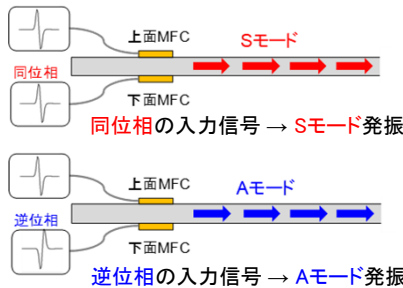 上面MFC
Sモード
同位相
下面MFC
同位相の入力信号 → Sモード発振
上面MFC
Aモード
逆位相
下面MFC
逆位相の入力信号 → Aモード発振